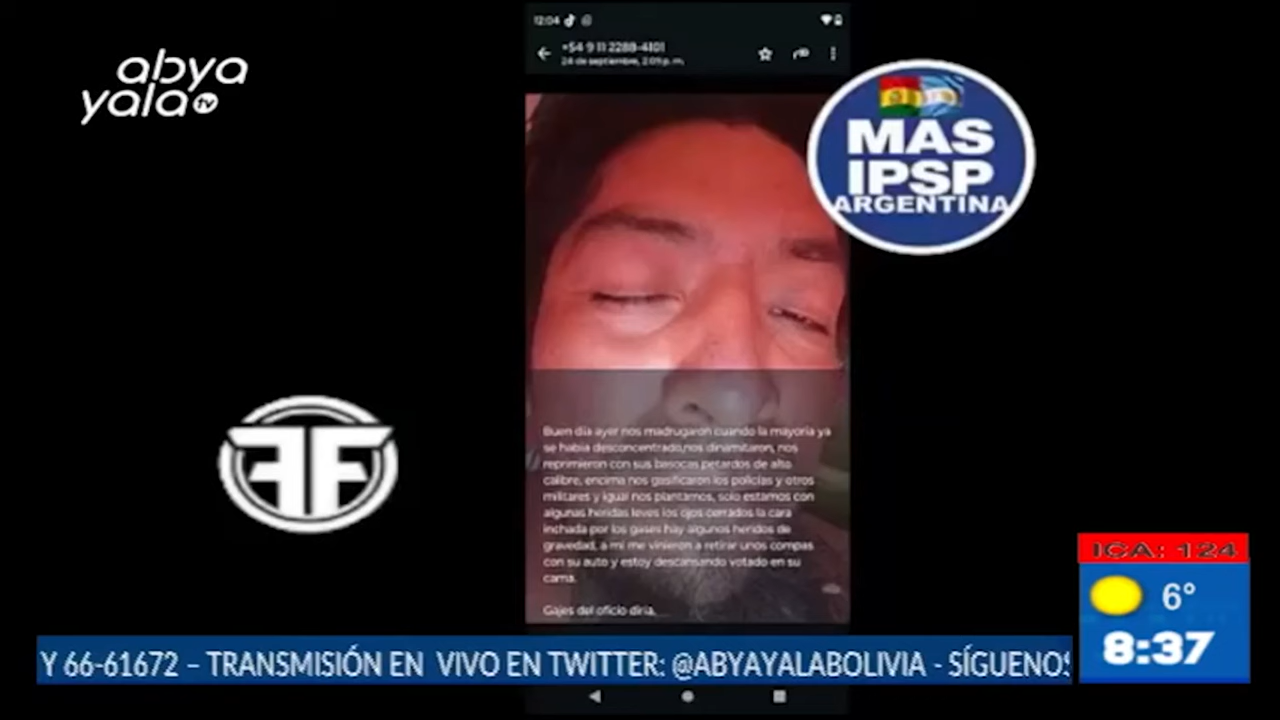 abya
yala tv
12:04
+54 9 11 2288-4101
24 de septiembre, 2:09 p. m.
MAS
IPSP
ARGENTINA
Buen día ayer nos madrugaron cuando la mayoría ya
se había desconcentrado,nos dinamitaron, nos
reprimieron con sus basocas petardos de alto
calibre, encima nos gasificaron los policías y otros
militares y igual nos plantamos, solo estamos con
algunas heridas leves los ojos cerrados la cara
inchada por los gases hay algunos heridos de
gravedad, a mi me vinieron a retirar unos compas
con su auto y estoy descansando votado en su
cama.
Gajes del oficio diría.
FF
ICA: 124
6°
8:37
Y 66-61672 – TRANSMISIÓN EN VIVO EN TWITTER: @ABYAYALABOLIVIA - SÍGUENOS